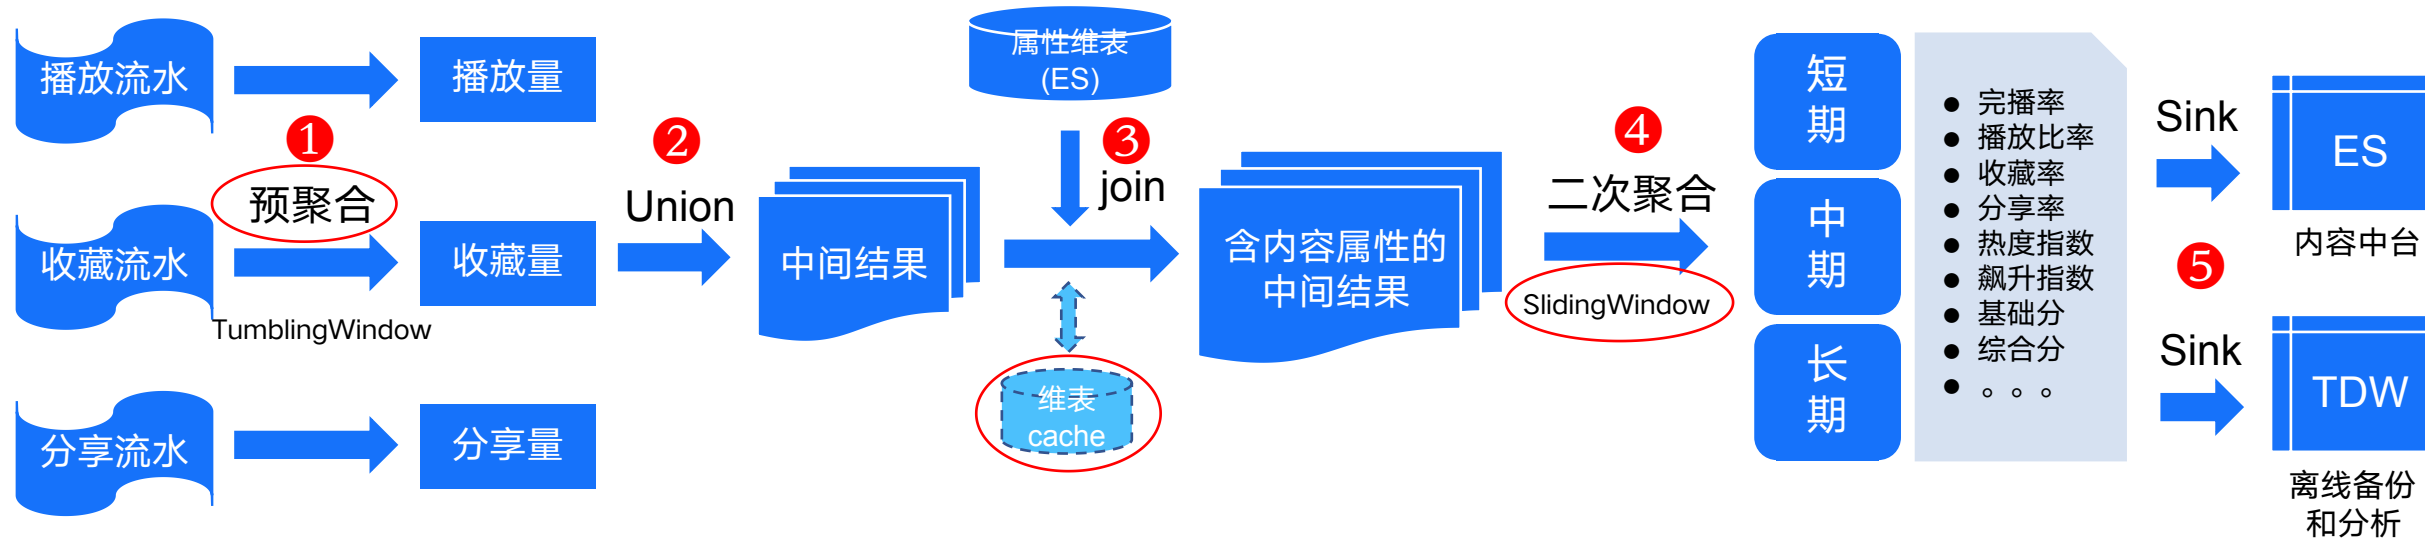 播放流水
播放量
❶
预聚合
收藏流水
收藏量
TumblingWindow
分享流水
分享量
❷
Union
中间结果
属性维表
(ES)
❸
join
维表
cache
含内容属性的
中间结果
❹
二次聚合
SlidingWindow
短
期
中
期
长
期
● 完播率
● 播放比率
● 收藏率
● 分享率
● 热度指数
● 飙升指数
● 基础分
● 综合分
● 。。。
Sink
ES
内容中台
❺
Sink
TDW
离线备份
和分析